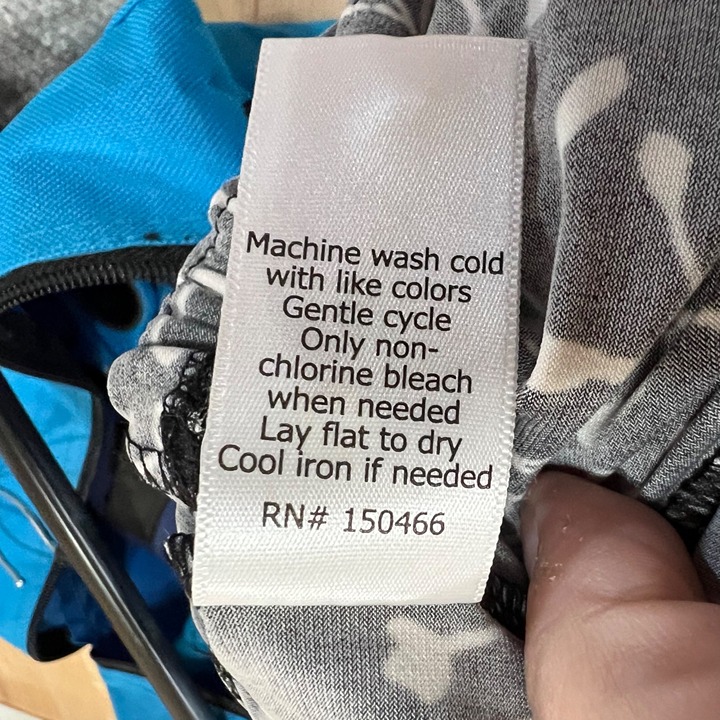 Machine wash cold
with like colors
Gentle cycle
Only non-
chlorine bleach
when needed
Lay flat to dry
Cool iron if needed
RN# 150466